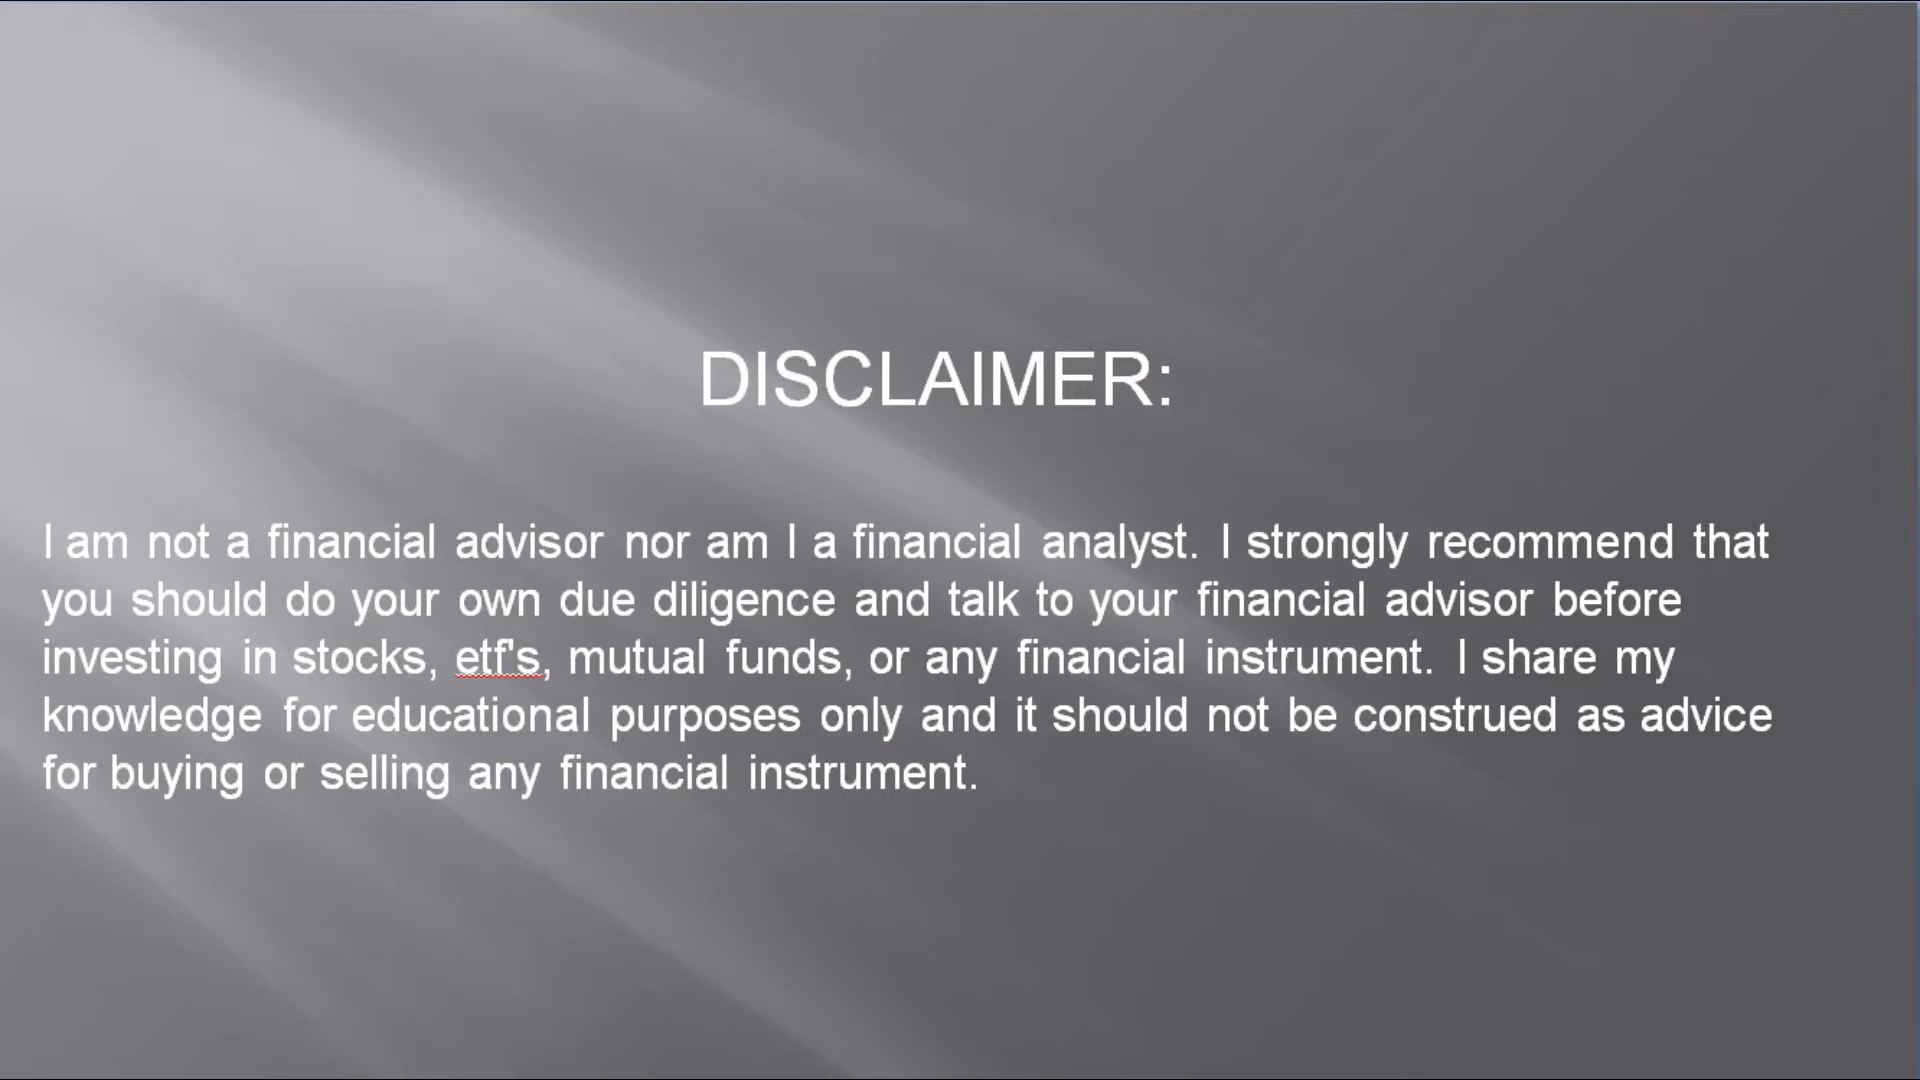 DISCLAIMER:
I am not a financial advisor nor am I a financial analyst. I strongly recommend that
you should do your own due diligence and talk to your financial advisor before
investing in stocks, etf's, mutual funds, or any financial instrument. I share my
knowledge for educational purposes only and it should not be construed as advice
for buying or selling any financial instrument.